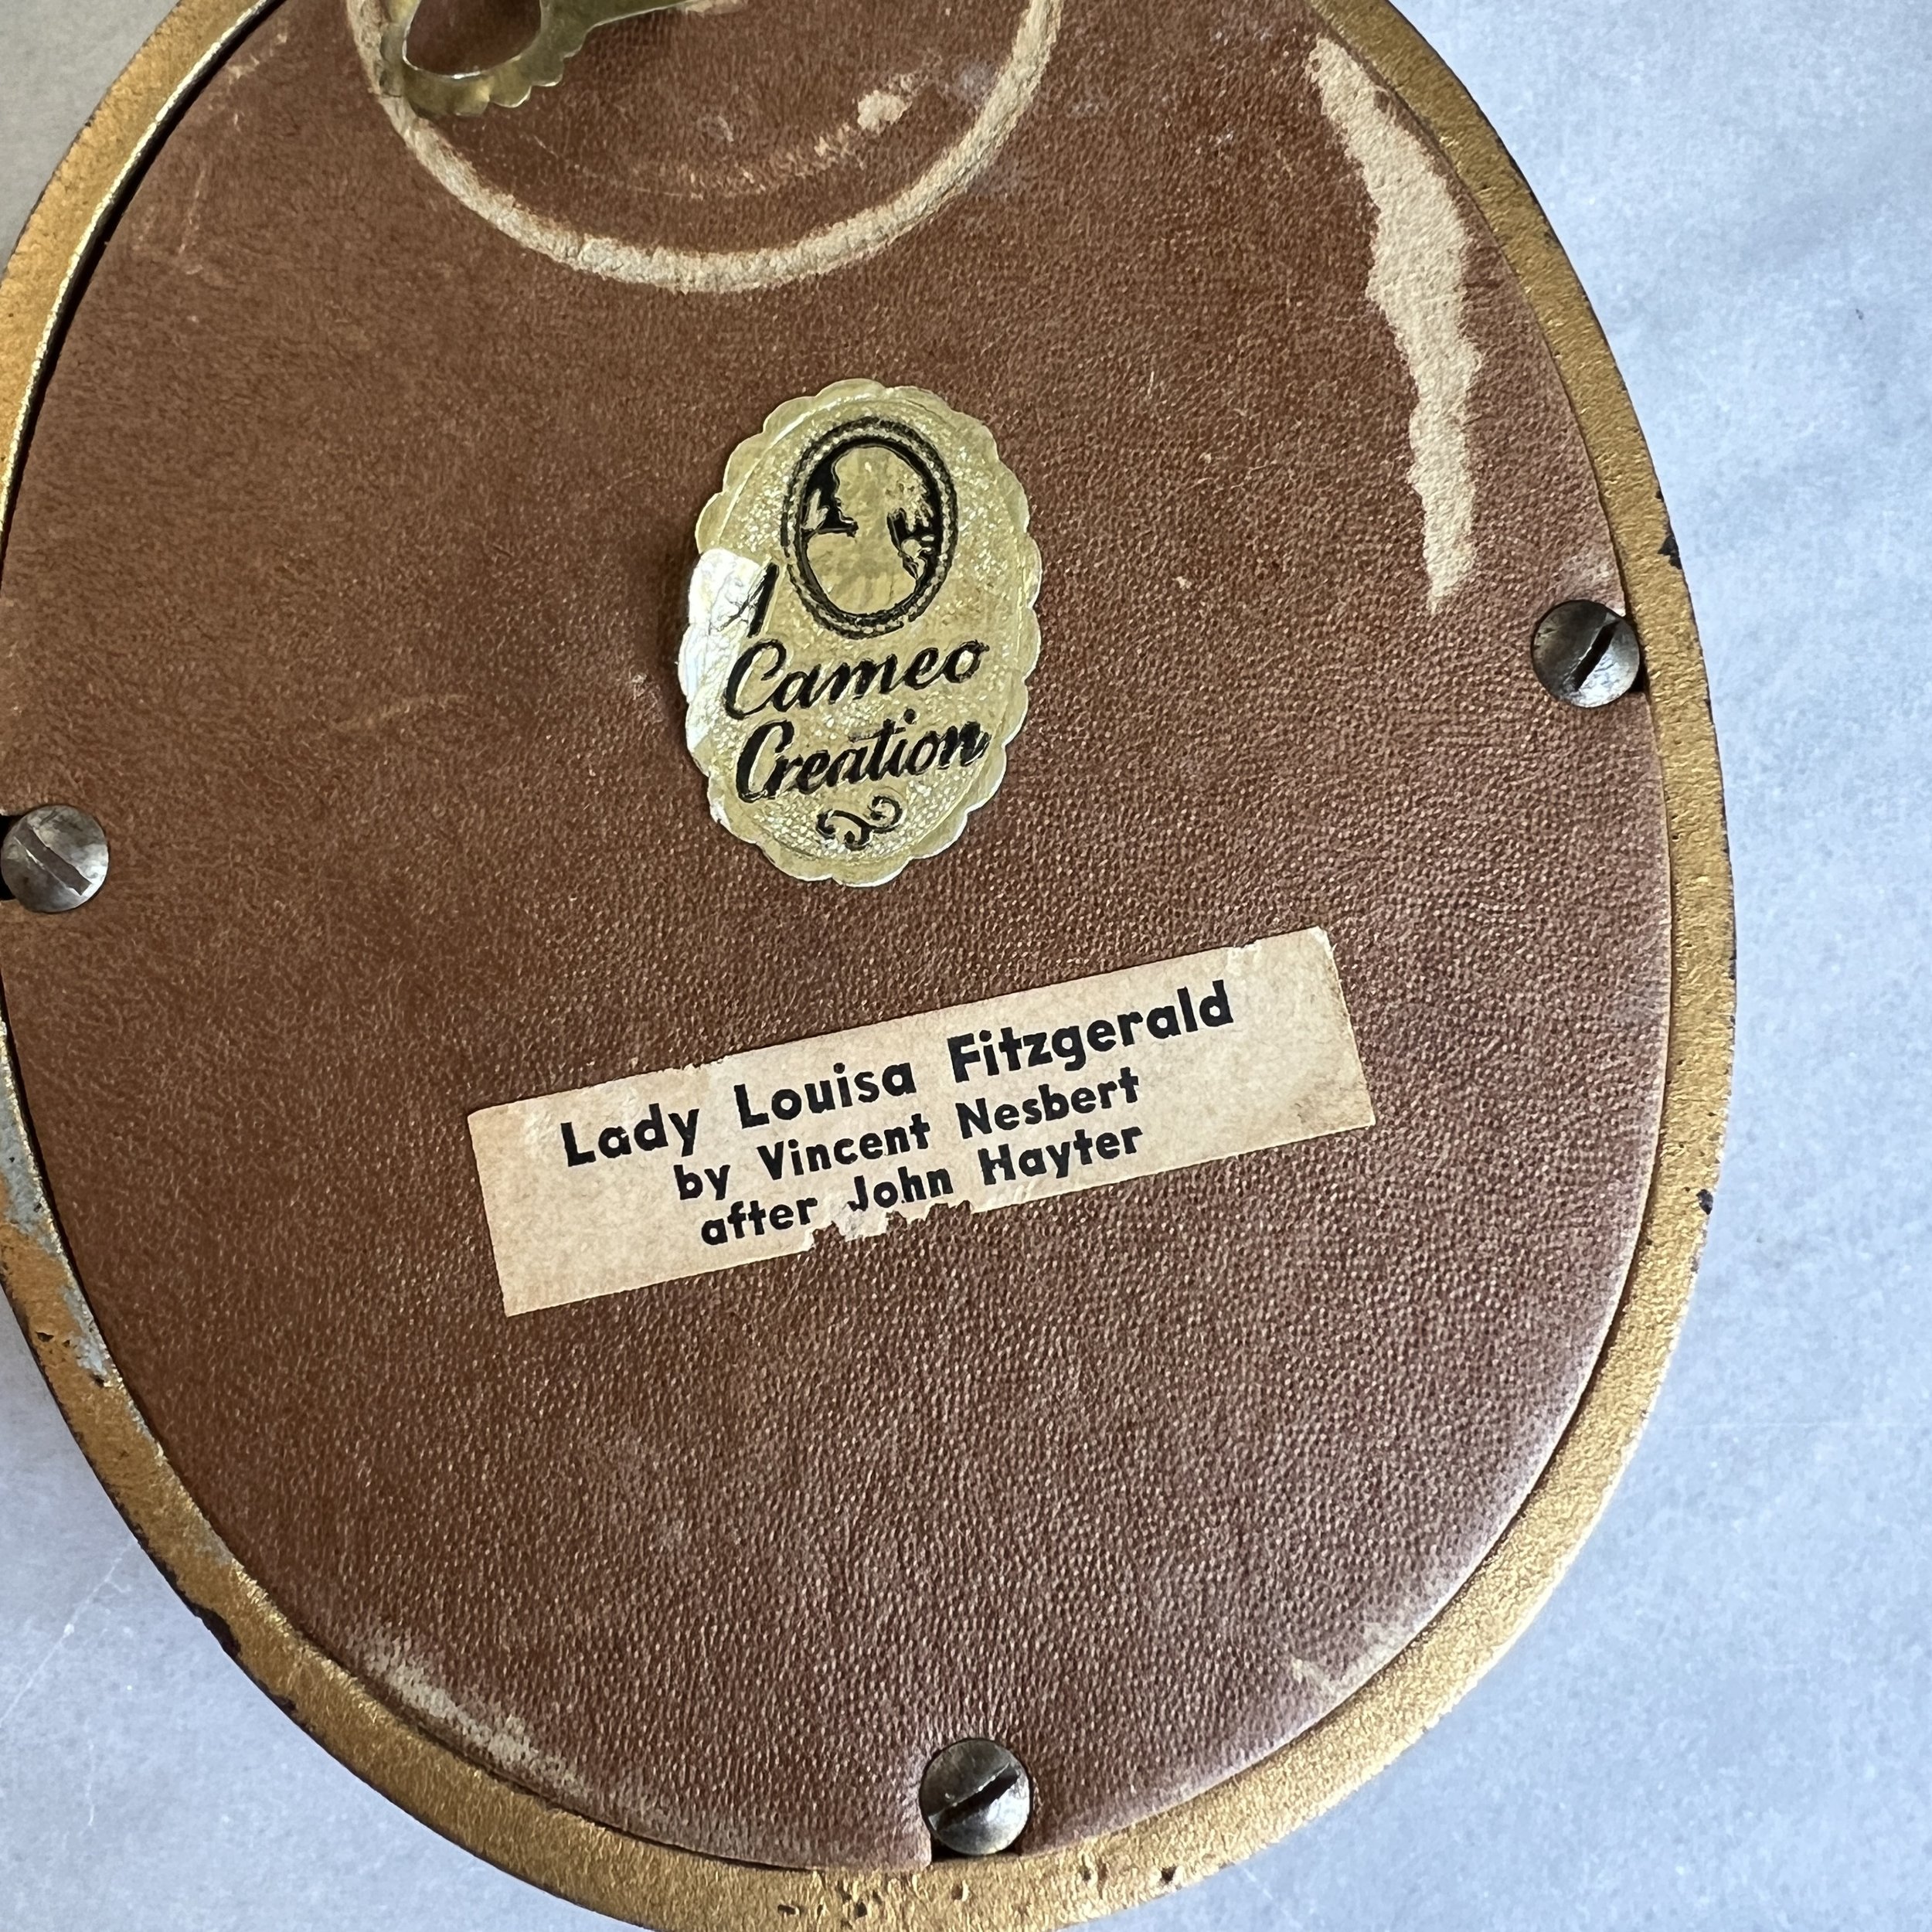 A
Cameo
Creation
Lady Louisa Fitzgerald
by Vincent Nesbert
after John Hayter